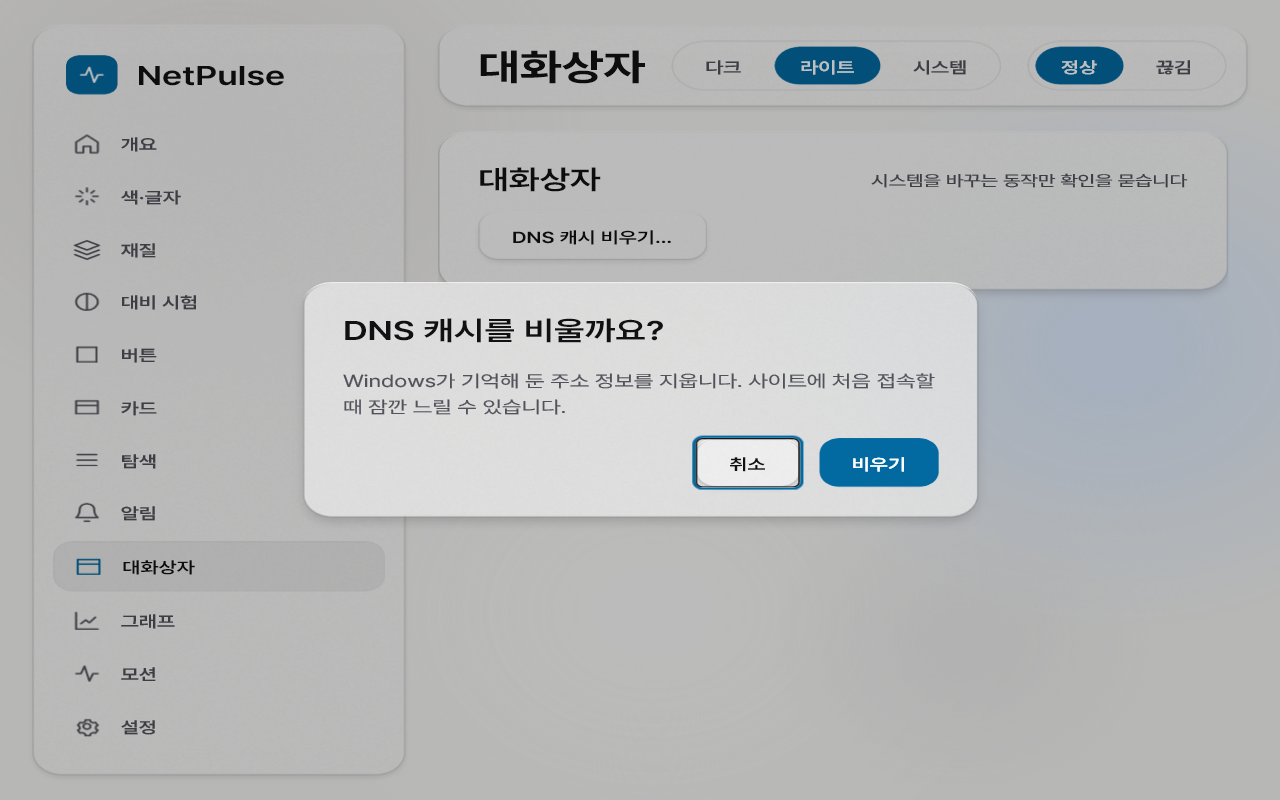 NetPulse
개요
색·글자
재질
대비 시험
버튼
카드
탐색
알림
대화상자
그래프
모션
설정
대화상자
다크
라이트
시스템
정상
끊김
대화상자
시스템을 바꾸는 동작만 확인을 묻습니다
DNS 캐시 비우기...
DNS 캐시를 비울까요?
Windows가 기억해 둔 주소 정보를 지웁니다. 사이트에 처음 접속할
때 잠깐 느릴 수 있습니다.
취소
비우기